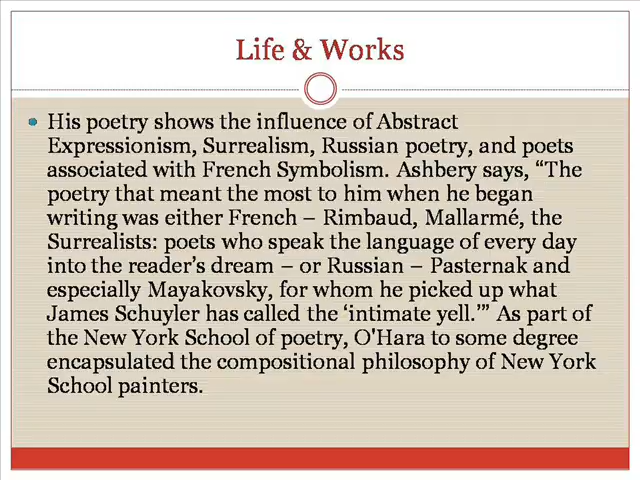 Life & Works
His poetry shows the influence of Abstract
Expressionism, Surrealism, Russian poetry, and poets
associated with French Symbolism. Ashbery says, “The
poetry that meant the most to him when he began
writing was either French – Rimbaud, Mallarmé, the
Surrealists: poets who speak the language of every day
into the reader’s dream – or Russian – Pasternak and
especially Mayakovsky, for whom he picked up what
James Schuyler has called the ‘intimate yell.’” As part of
the New York School of poetry, O'Hara to some degree
encapsulated the compositional philosophy of New York
School painters.